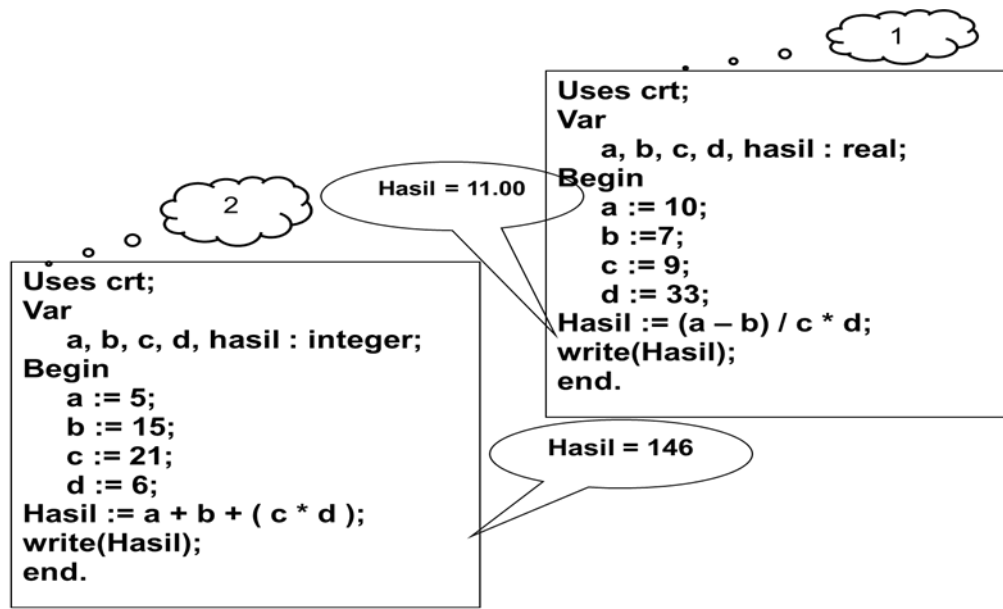 1
Uses crt;
Var
a, b, c, d, hasil : real;
Begin
a := 10;
b :=7;
c := 9;
d := 33;
Hasil := (a – b) / c * d;
write(Hasil);
end.
Hasil = 11.00
2
Uses crt;
Var
a, b, c, d, hasil : integer;
Begin
a := 5;
b := 15;
c := 21;
d := 6;
Hasil := a + b + ( c * d );
write(Hasil);
end.
Hasil = 146